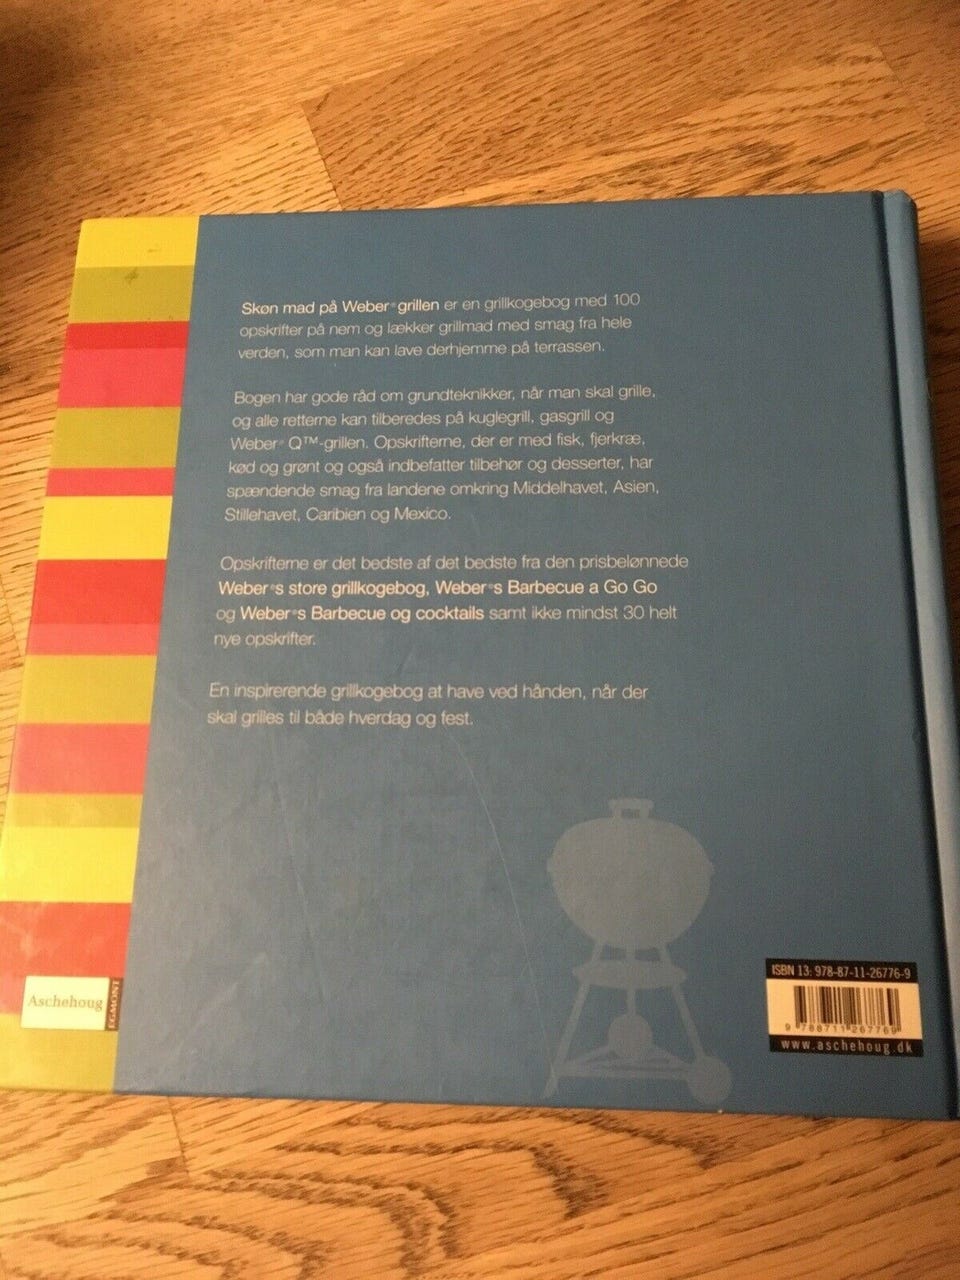 Skøn mad på Weber® grillen er en grillkogebog med 100
opskrifter på nem og lækker grillmad med smag fra hele
verden, som man kan lave derhjemme på terrassen.
Bogen har gode råd om grundteknikker, når man skal grille,
og alle retterne kan tilberedes på kuglegrill, gasgrill og
Weber® Q™-grillen. Opskrifterne, der er med fisk, fjerkræ,
kød og grønt og også indbefatter tilbehør og desserter, har
spændende smag fra landene omkring Middelhavet, Asien,
Stillehavet, Caribien og Mexico.
Opskrifterne er det bedste af det bedste fra den prisbelønnede
Weber®s store grillkogebog, Weber®s Barbecue a Go Go
og Weber®s Barbecue og cocktails samt ikke mindst 30 helt
nye opskrifter.
En inspirerende grillkogebog at have ved hånden, når der
skal grilles til både hverdag og fest.
Aschehoug
EGMONT
ISBN 13: 978-87-11-26776-9
9 788711 267769
www.aschehoug.dk